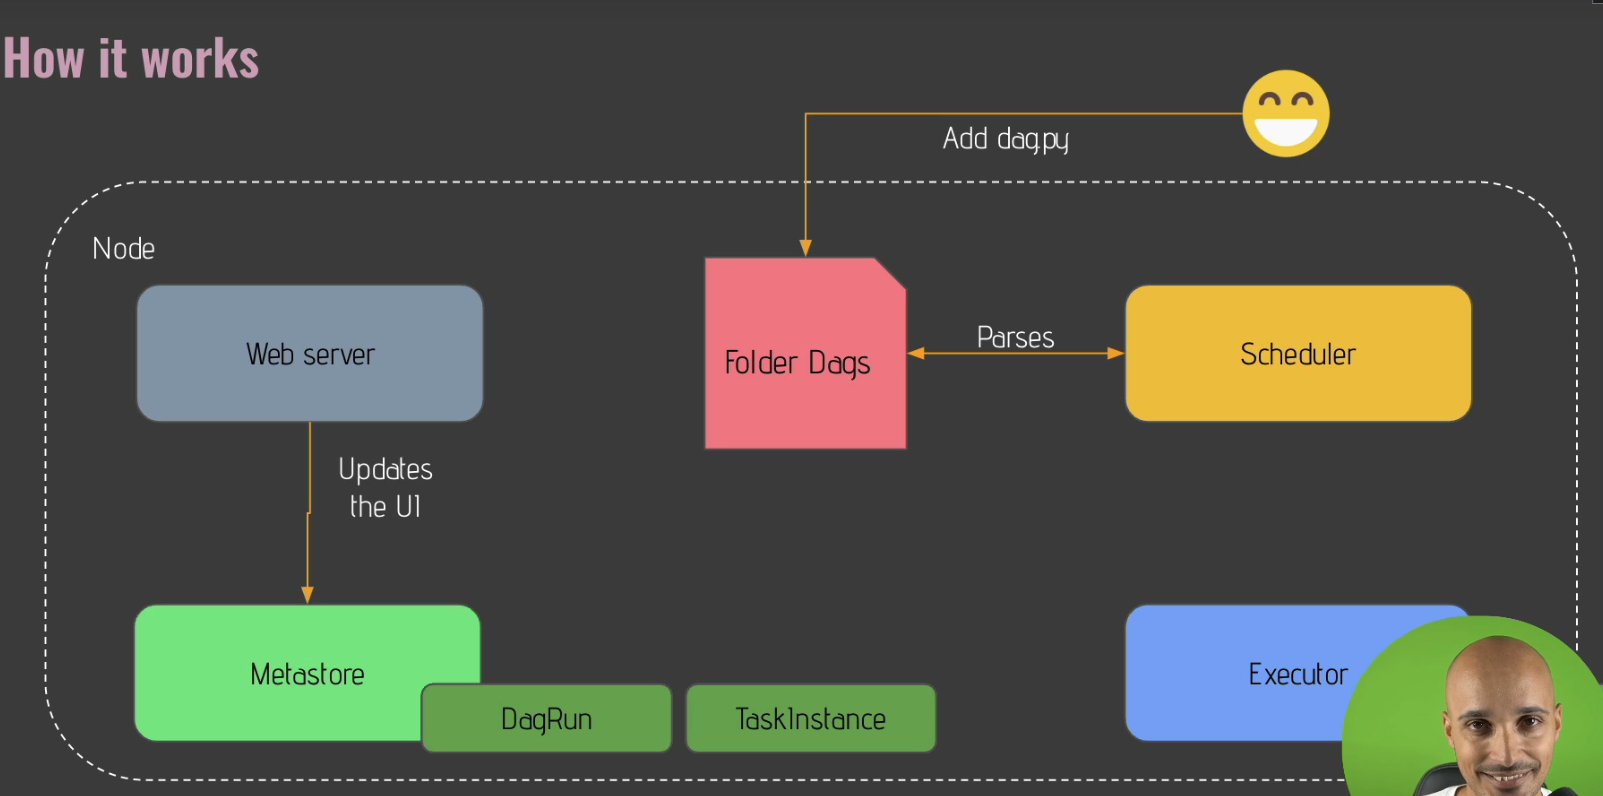 How it works
Add dag.py
Node
Web server
Folder Dags
Parses
Scheduler
Updates
the UI
Metastore
DagRun
TaskInstance
Executor